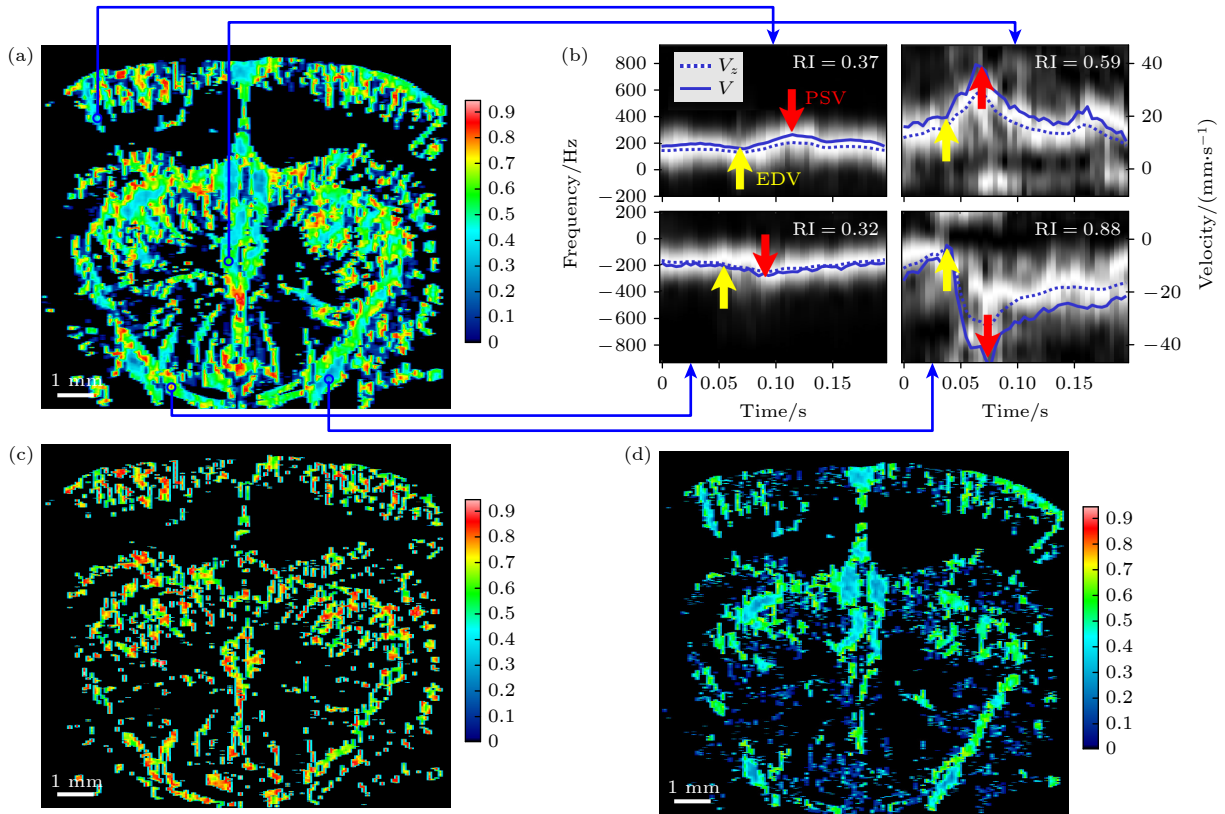 (a)
0.9
0.8
0.7
0.6
0.5
0.4
0.3
0.2
0.1
0
1 mm
(b)
Frequency/Hz
800
600
400
200
0
−200
V_z
V
RI = 0.37
PSV
EDV
RI = 0.59
40
20
0
Velocity/(mm·s⁻¹)
200
0
−200
−400
−600
−800
RI = 0.32
RI = 0.88
0
−20
−40
0 0.05 0.10 0.15
0 0.05 0.10 0.15
Time/s
Time/s
(c)
0.9
0.8
0.7
0.6
0.5
0.4
0.3
0.2
0.1
0
1 mm
(d)
0.9
0.8
0.7
0.6
0.5
0.4
0.3
0.2
0.1
0
1 mm